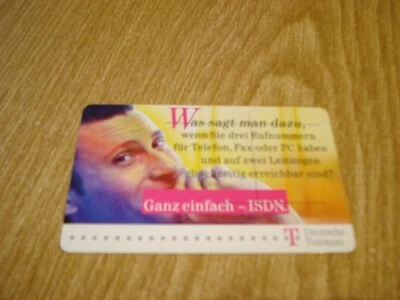 Was sagt man dazu,
wenn Sie drei Rufnummern
für Telefon, Fax oder PC haben
und auf zwei Leitungen
gleichzeitig erreichbar sind?
Ganz einfach – ISDN.
T Deutsche
Telekom